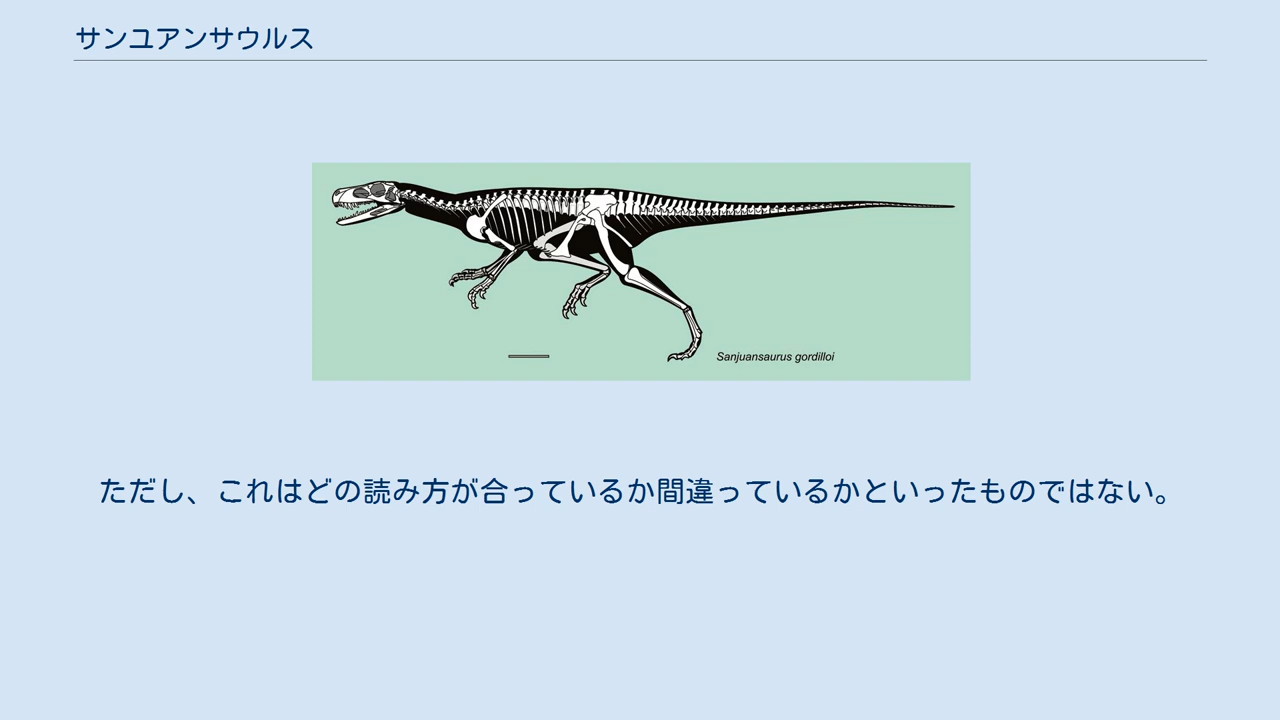 サンユアンサウルス
Sanjuansaurus gordilloi
ただし、これはどの読み方が合っているか間違っているかといったものではない。